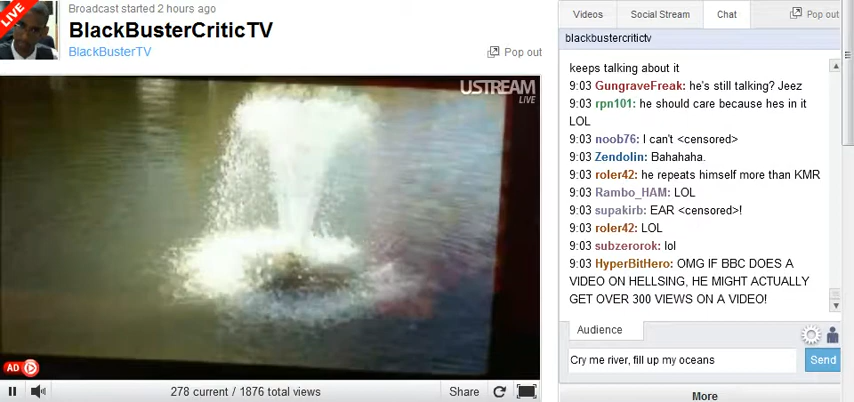 LIVE
Broadcast started 2 hours ago
BlackBusterCriticTV
BlackBusterTV
Pop out
USTREAM
LIVE
AD
278 current / 1876 total views
Share
Videos
Social Stream
Chat
Pop out
blackbustercritictv
keeps talking about it
9:03 GungraveFreak: he's still talking? Jeez
9:03 rpn101: he should care because hes in it
LOL
9:03 noob76: I can't <censored>
9:03 Zendolin: Bahahaha.
9:03 roler42: he repeats himself more than KMR
9:03 Rambo_HAM: LOL
9:03 supakirb: EAR <censored>!
9:03 roler42: LOL
9:03 subzerorok: lol
9:03 HyperBitHero: OMG IF BBC DOES A
VIDEO ON HELLSING, HE MIGHT ACTUALLY
GET OVER 300 VIEWS ON A VIDEO!
Audience
Cry me river, fill up my oceans
Send
More